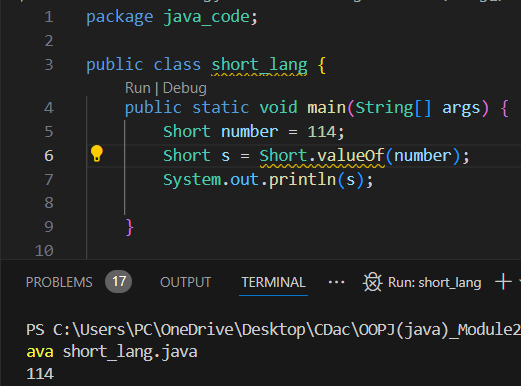 1 package java_code;
2
3 public class short_lang {
Run | Debug
4 public static void main(String[] args) {
5 Short number = 114;
6 Short s = Short.valueOf(number);
7 System.out.println(s);
8
9 }
10
PROBLEMS 17 OUTPUT TERMINAL ··· Run: short_lang +
PS C:\Users\PC\OneDrive\Desktop\CDac\OOPJ(java)_Module2
ava short_lang.java
114